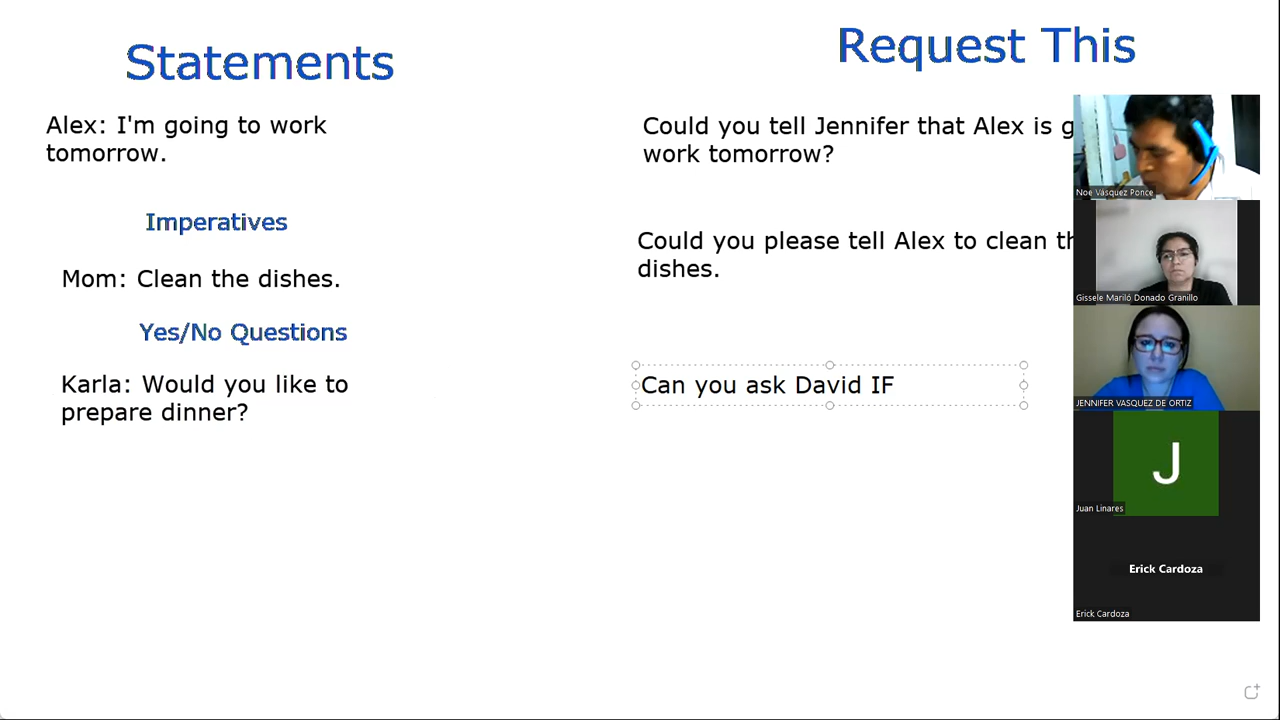 Statements
Request This
Alex: I'm going to work
tomorrow.
Could you tell Jennifer that Alex is g
work tomorrow?
Imperatives
Could you please tell Alex to clean th
dishes.
Mom: Clean the dishes.
Yes/No Questions
Karla: Would you like to
prepare dinner?
Can you ask David IF
Noe Vásquez Ponce
Gissele Mariló Donado Granillo
JENNIFER VASQUEZ DE ORTIZ
J
Juan Linares
Erick Cardoza
Erick Cardoza